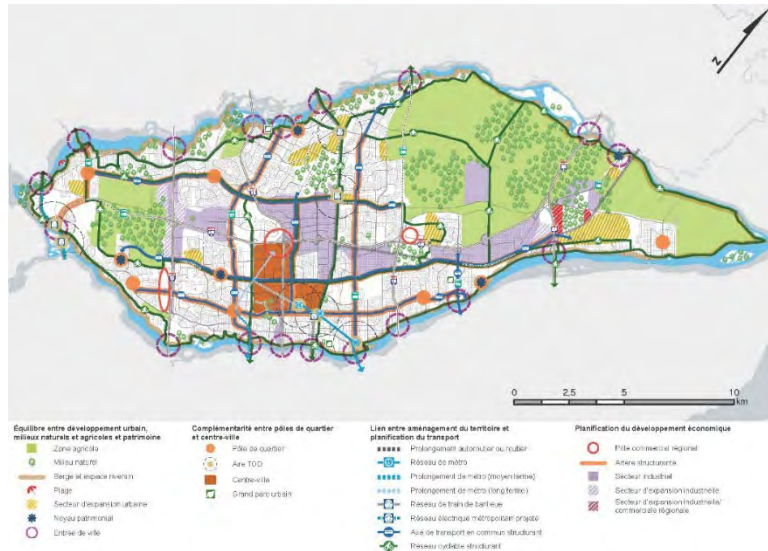 N
0 2,5 5 10
km
Équilibre entre développement urbain,
milieux naturels et agricoles et patrimoine
Zone agricole
Milieu naturel
Berge et espace riverain
Plage
Secteur d'expansion urbaine
Noyau patrimonial
Entrée de ville
Complémentarité entre pôles de quartier
et centre-ville
Pôle de quartier
Aire TOD
Centre-ville
Grand parc urbain
Lien entre aménagement du territoire et
planification du transport
Prolongement autoroutier ou routier
Réseau de métro
Prolongement de métro (moyen terme)
Prolongement de métro (long terme)
Réseau de train de banlieue
Réseau électrique métropolitain projeté
Axe de transport en commun structurant
Réseau cyclable structurant
Planification du développement économique
Pôle commercial régional
Artère structurante
Secteur industriel
Secteur d'expansion industrielle
Secteur d'expansion industrielle/
commerciale régionale